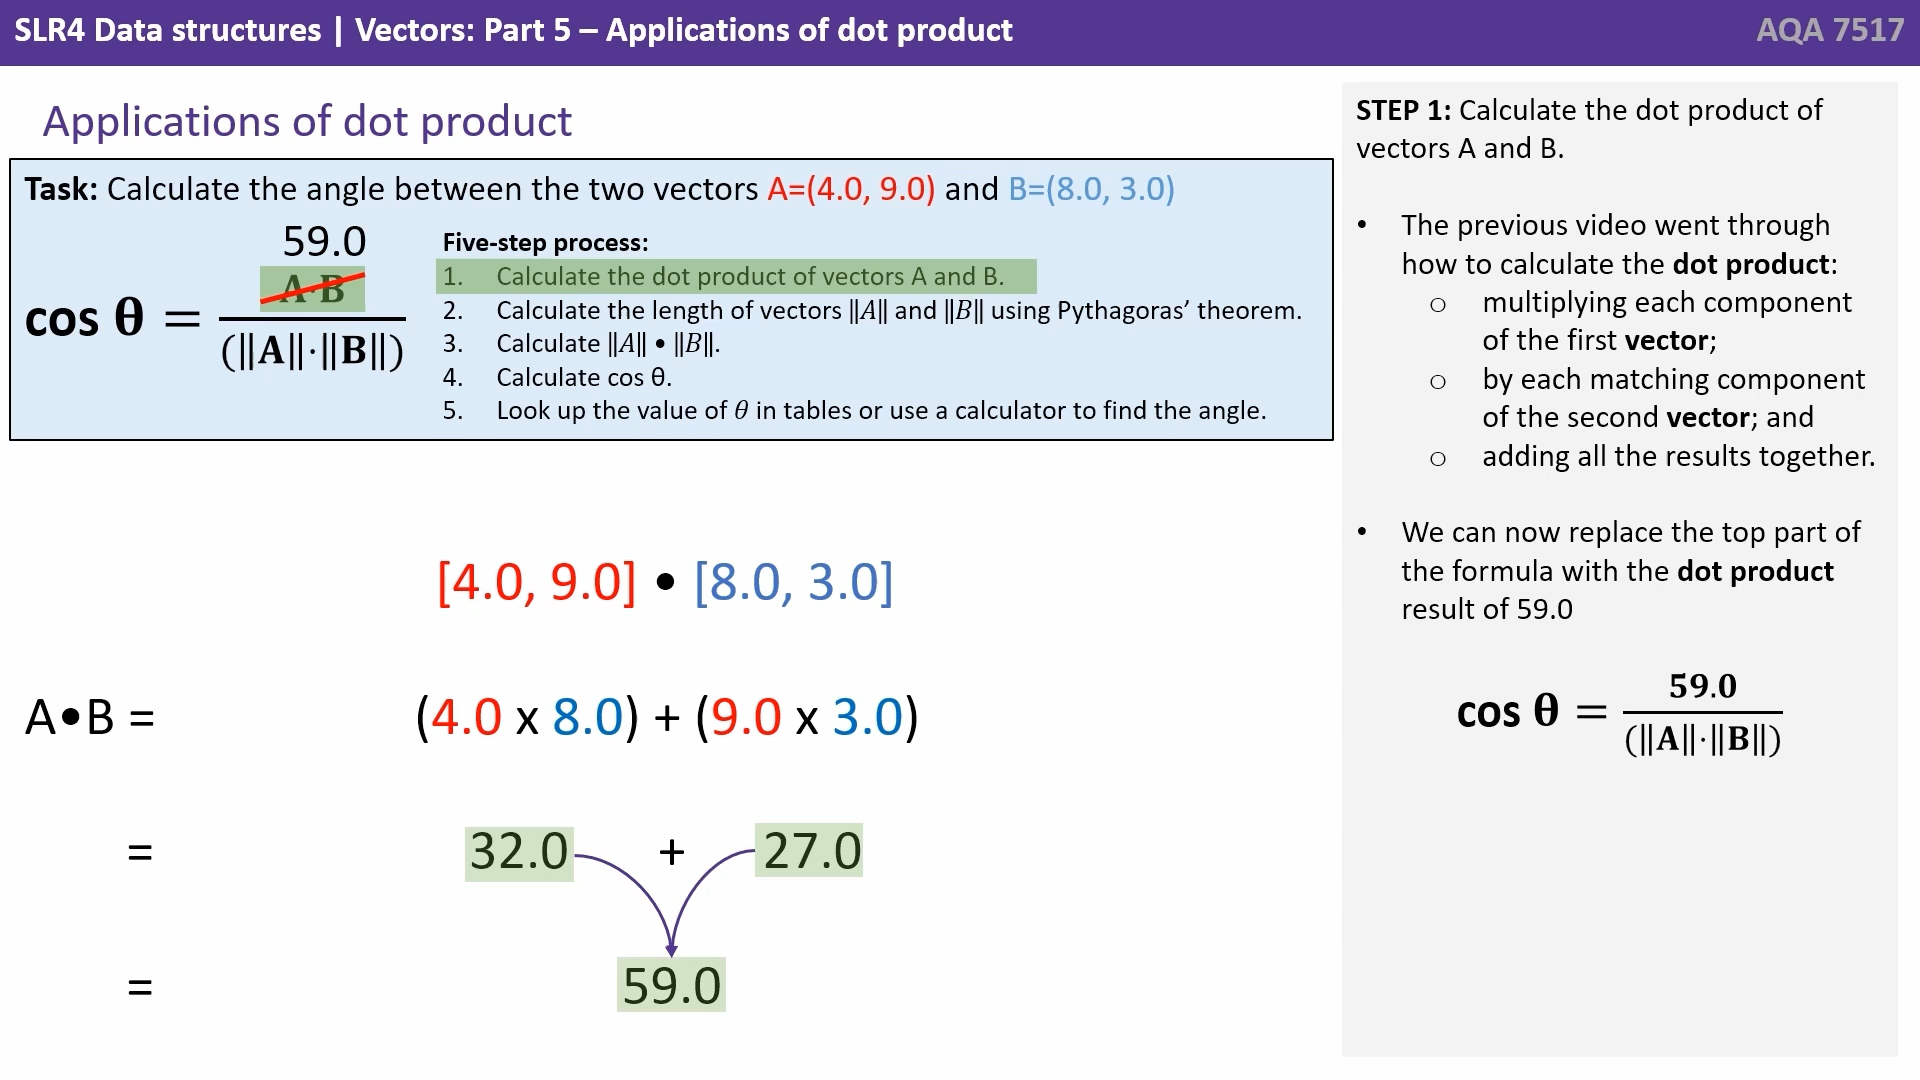 SLR4 Data structures | Vectors: Part 5 – Applications of dot product
AQA 7517
Applications of dot product
Task: Calculate the angle between the two vectors A=(4.0, 9.0) and B=(8.0, 3.0)
59.0
cos θ = A·B / (‖A‖·‖B‖)
Five-step process:
1. Calculate the dot product of vectors A and B.
2. Calculate the length of vectors ‖A‖ and ‖B‖ using Pythagoras’ theorem.
3. Calculate ‖A‖ • ‖B‖.
4. Calculate cos θ.
5. Look up the value of θ in tables or use a calculator to find the angle.
[4.0, 9.0] • [8.0, 3.0]
A•B = (4.0 x 8.0) + (9.0 x 3.0)
= 32.0 + 27.0
= 59.0
STEP 1: Calculate the dot product of
vectors A and B.
• The previous video went through
how to calculate the dot product:
o multiplying each component
of the first vector;
o by each matching component
of the second vector; and
o adding all the results together.
• We can now replace the top part of
the formula with the dot product
result of 59.0
cos θ = 59.0 / (‖A‖·‖B‖)